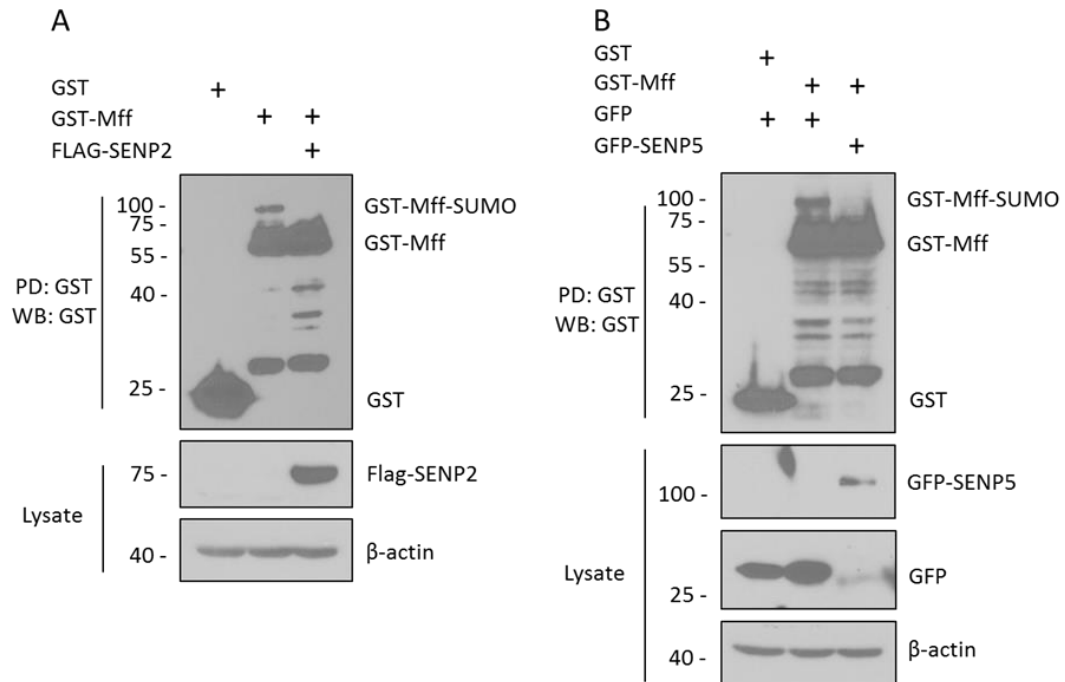 A
GST +
GST-Mff + +
FLAG-SENP2 +
100 - GST-Mff-SUMO
75 -
55 - GST-Mff
40 -
PD: GST
WB: GST
25 - GST
75 - Flag-SENP2
Lysate
40 - β-actin
B
GST +
GST-Mff + +
GFP + +
GFP-SENP5 +
100 - GST-Mff-SUMO
75 -
GST-Mff
55 -
40 -
PD: GST
WB: GST
25 - GST
100 - GFP-SENP5
Lysate GFP
25 -
40 - β-actin